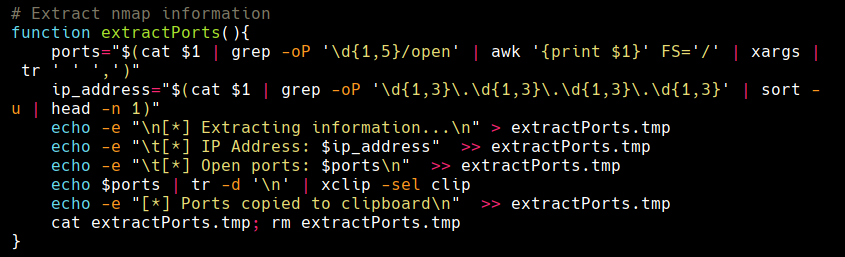 # Extract nmap information
function extractPorts(){
    ports="$(cat $1 | grep -oP '\d{1,5}/open' | awk '{print $1}' FS='/' | xargs |
 tr ' ' ',')"
    ip_address="$(cat $1 | grep -oP '\d{1,3}\.\d{1,3}\.\d{1,3}\.\d{1,3}' | sort -
u | head -n 1)"
    echo -e "\n[*] Extracting information...\n" > extractPorts.tmp
    echo -e "\t[*] IP Address: $ip_address"  >> extractPorts.tmp
    echo -e "\t[*] Open ports: $ports\n"  >> extractPorts.tmp
    echo $ports | tr -d '\n' | xclip -sel clip
    echo -e "[*] Ports copied to clipboard\n"  >> extractPorts.tmp
    cat extractPorts.tmp; rm extractPorts.tmp
}